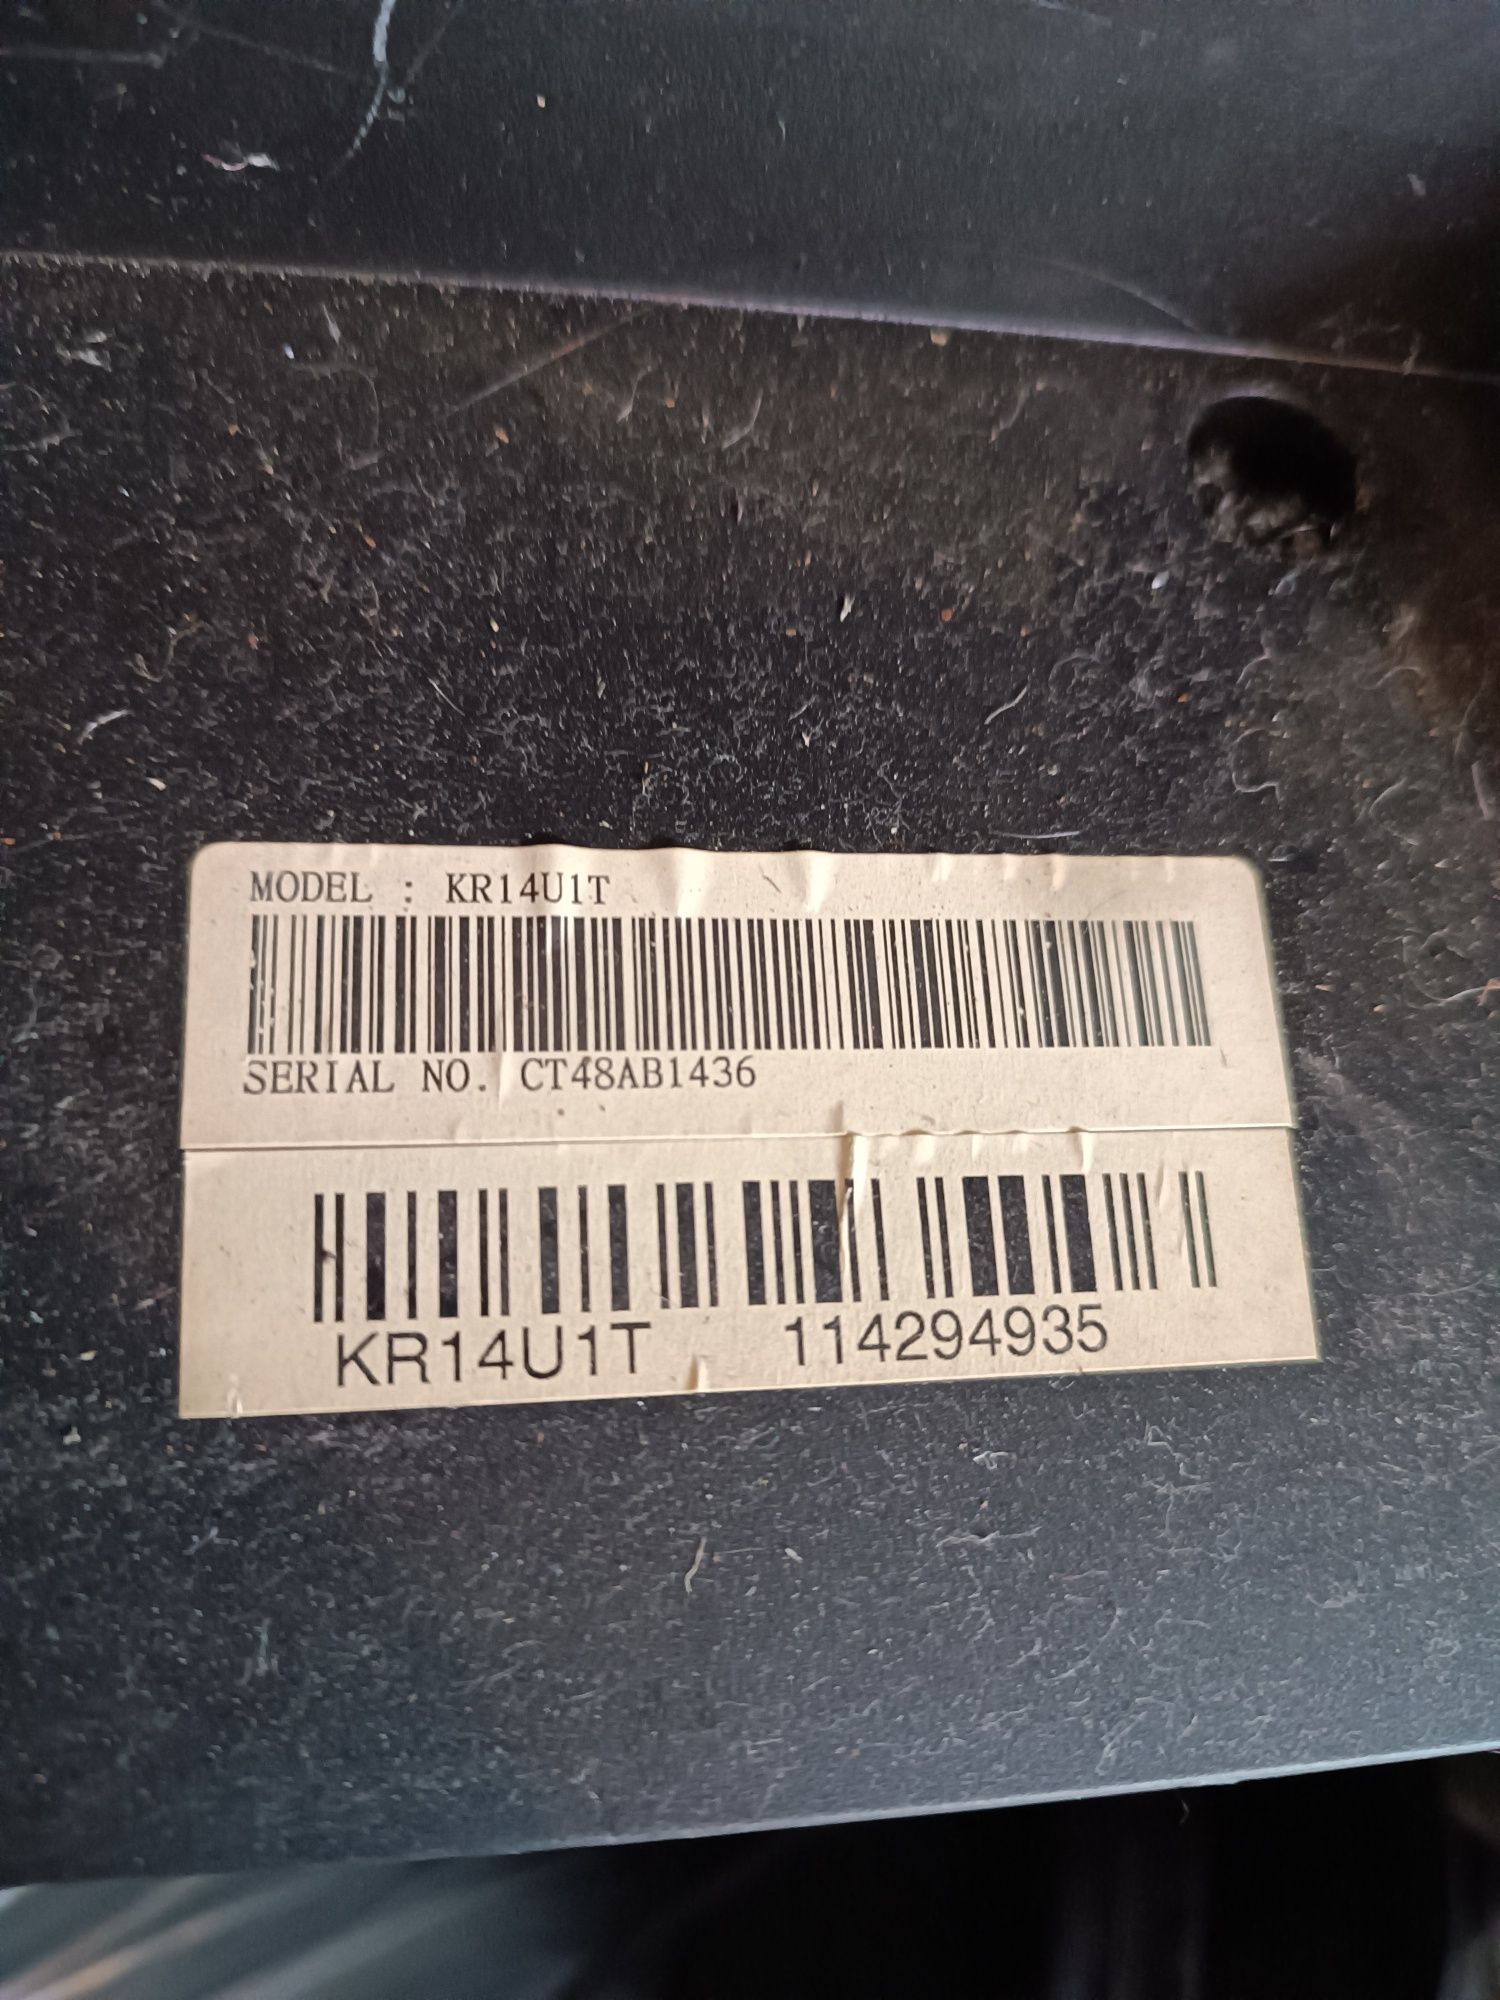 MODEL : KR14U1T
SERIAL NO. CT48AB1436
KR14U1T 114294935